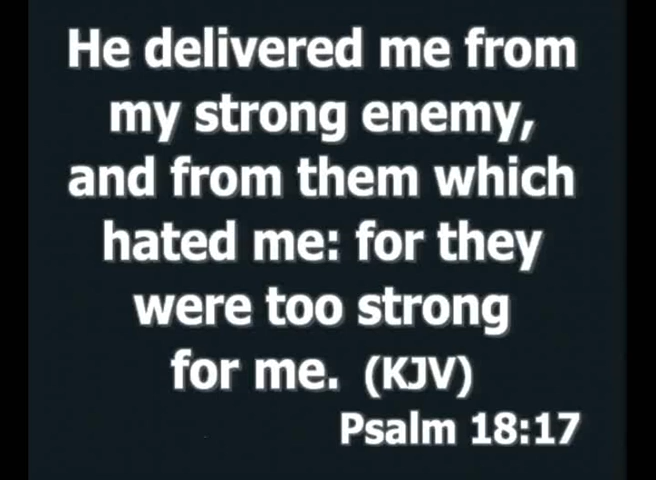 He delivered me from
my strong enemy,
and from them which
hated me: for they
were too strong
for me. (KJV)
Psalm 18:17